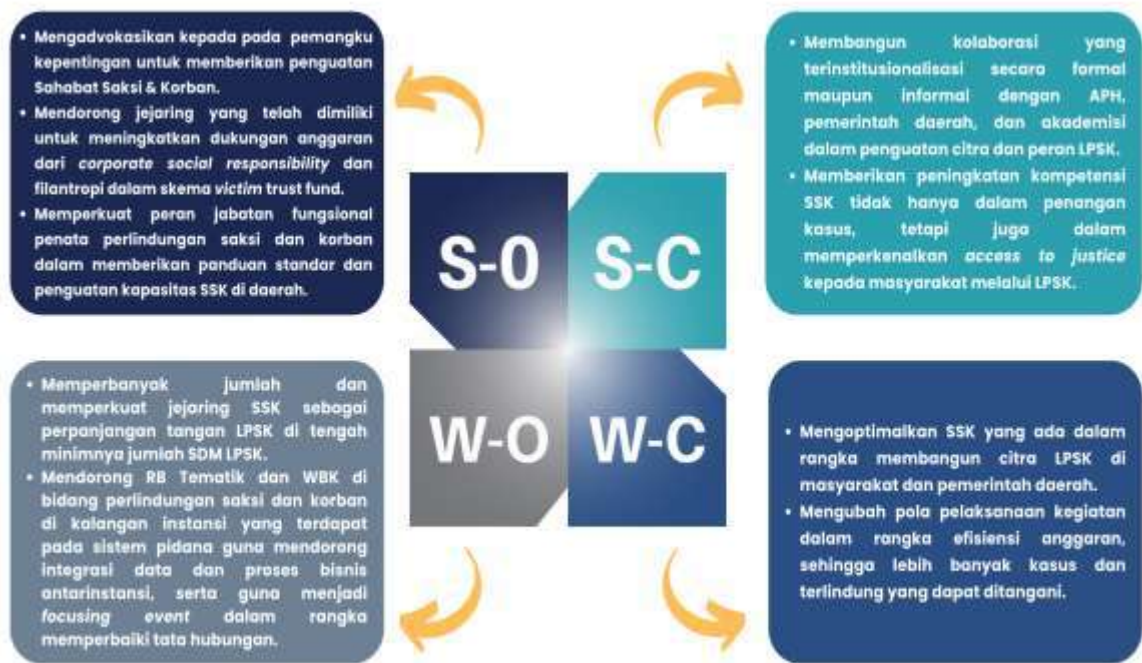 • Mengadvokasikan kepada pada pemangku
kepentingan untuk memberikan penguatan
Sahabat Saksi & Korban.
• Mendorong jejaring yang telah dimiliki
untuk meningkatkan dukungan anggaran
dari corporate social responsibility dan
filantropi dalam skema victim trust fund.
• Memperkuat peran jabatan fungsional
penata perlindungan saksi dan korban
dalam memberikan panduan standar dan
penguatan kapasitas SSK di daerah.
• Membangun kolaborasi yang
terinstitusionalisasi secara formal
maupun informal dengan APH,
pemerintah daerah, dan akademisi
dalam penguatan citra dan peran LPSK.
• Memberikan peningkatan kompetensi
SSK tidak hanya dalam penangan
kasus, tetapi juga dalam
memperkenalkan access to justice
kepada masyarakat melalui LPSK.
S-O
S-C
W-O
W-C
• Memperbanyak jumlah dan
memperkuat jejaring SSK sebagai
perpanjangan tangan LPSK di tengah
minimnya jumlah SDM LPSK.
• Mendorong RB Tematik dan WBK di
bidang perlindungan saksi dan korban
di kalangan instansi yang terdapat
pada sistem pidana guna mendorong
integrasi data dan proses bisnis
antarinstansi, serta guna menjadi
focusing event dalam rangka
memperbaiki tata hubungan.
• Mengoptimalkan SSK yang ada dalam
rangka membangun citra LPSK di
masyarakat dan pemerintah daerah.
• Mengubah pola pelaksanaan kegiatan
dalam rangka efisiensi anggaran,
sehingga lebih banyak kasus dan
terlindung yang dapat ditangani.